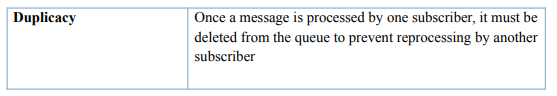 Duplicacy
Once a message is processed by one subscriber, it must be
deleted from the queue to prevent reprocessing by another
subscriber